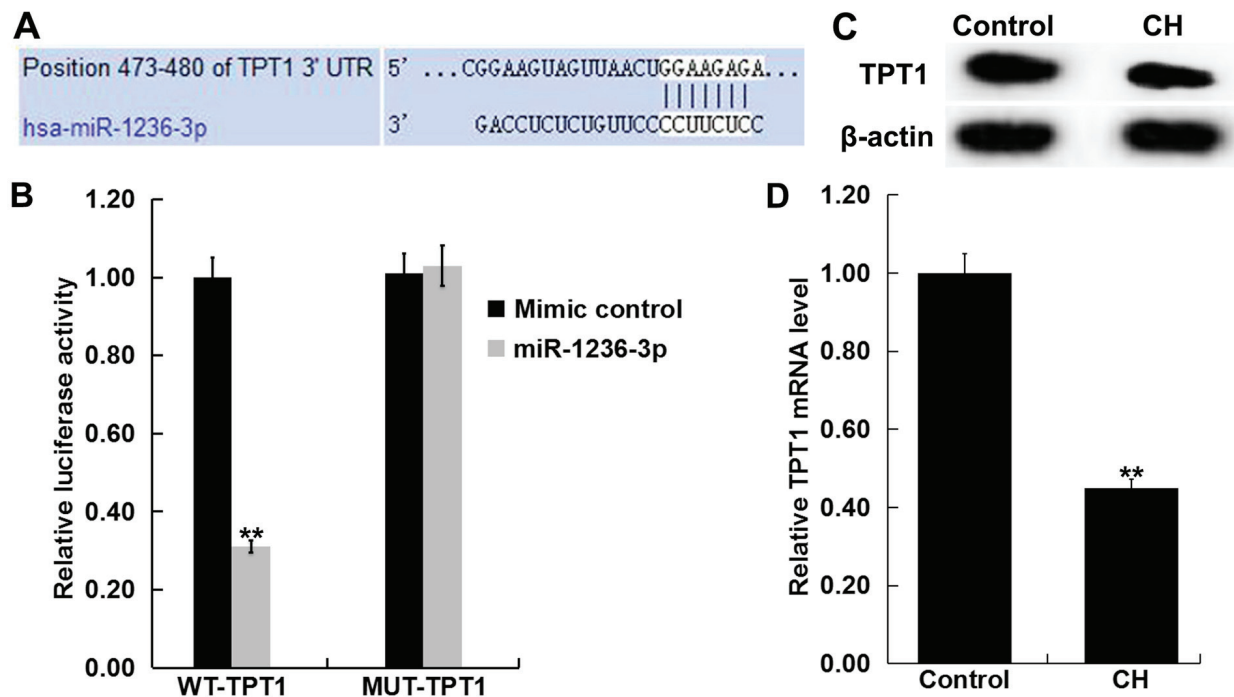 A
Position 473-480 of TPT1 3' UTR 5' ...CGGAAGUAGUUAACUGGAAGAGA...
hsa-miR-1236-3p 3' GACCUCUCUGUUCCCCUUCUCC
B
1.20
1.00
0.80
0.60
0.40
0.20
0.00
Relative luciferase activity
**
WT-TPT1 MUT-TPT1
Mimic control
miR-1236-3p
C
Control CH
TPT1
β-actin
D
1.20
1.00
0.80
0.60
0.40
0.20
0.00
Relative TPT1 mRNA level
**
Control CH